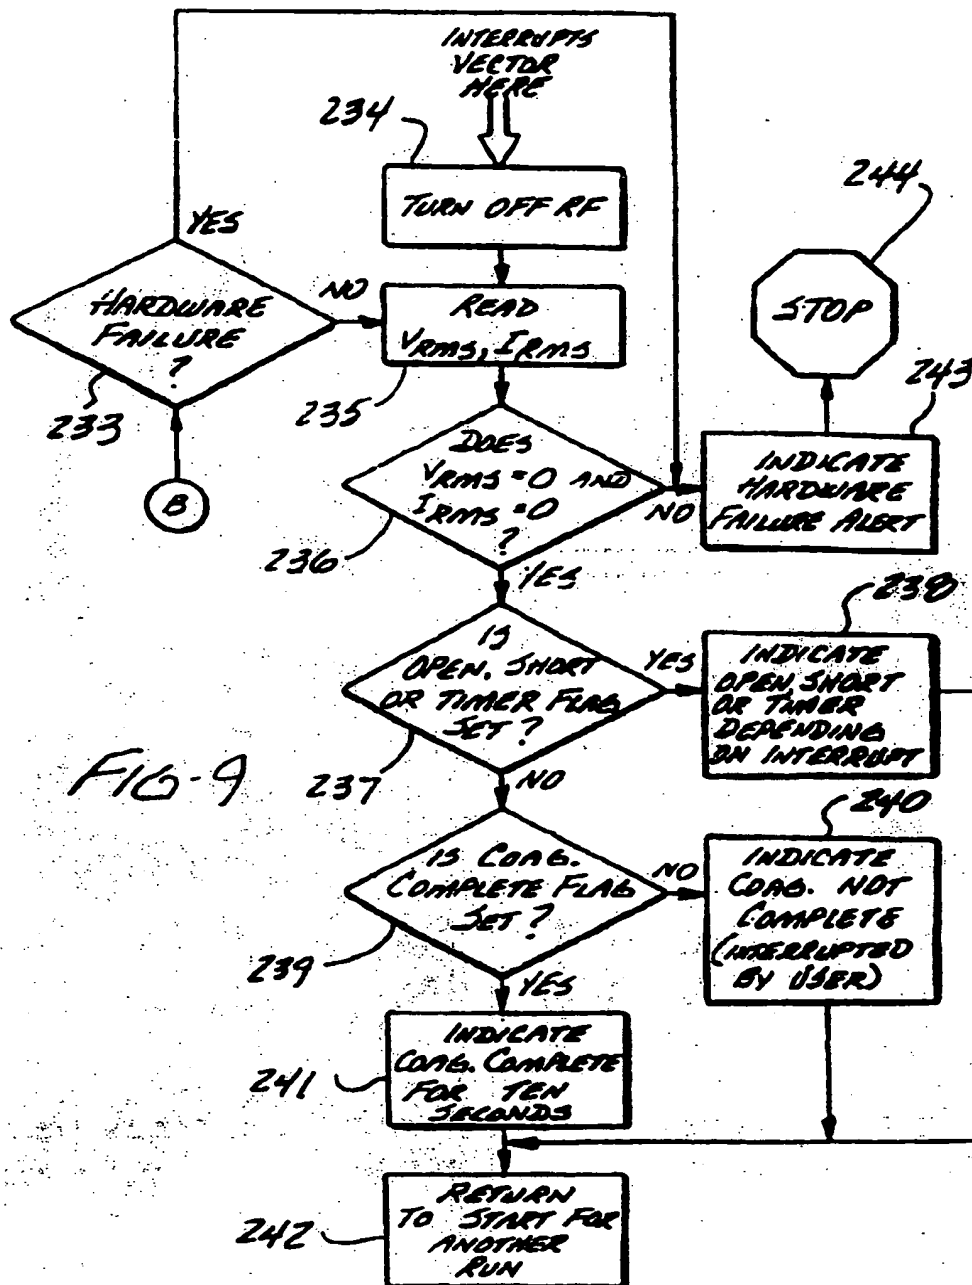 INTERRUPTS
VECTOR
HERE
234
TURN OFF RF
244
STOP
YES
HARDWARE
FAILURE
?
NO
READ
VRMS, IRMS
233
235
243
B
DOES
VRMS = 0 AND
IRMS = 0
?
NO
236
INDICATE
HARDWARE
FAILURE ALERT
YES
238
IS
OPEN, SHORT
OR TIMER FLAG
SET ?
YES
INDICATE
OPEN, SHORT
OR TIMER
DEPENDING
ON INTERRUPT
FIG-9
237
NO
240
IS COAG.
COMPLETE FLAG
SET ?
NO
INDICATE
COAG. NOT
COMPLETE
(INTERRUPTED
BY USER)
239
YES
241
INDICATE
COAG. COMPLETE
FOR TEN
SECONDS
242
RETURN
TO START FOR
ANOTHER
RUN